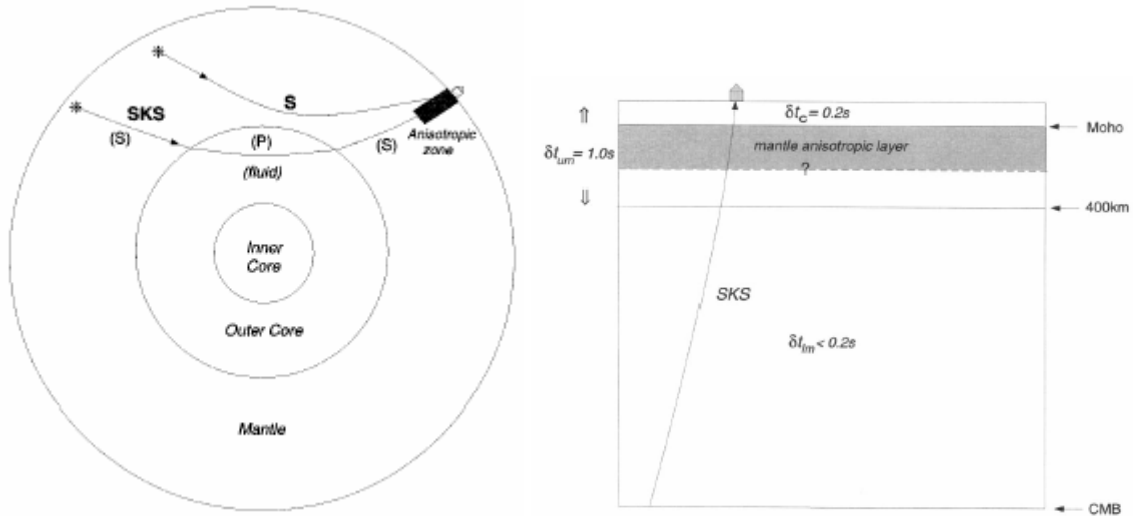 S
SKS
(S)
(P)
(S)
Anisotropic
zone
(fluid)
Inner
Core
Outer Core
Mantle
δt_c = 0.2s
Moho
mantle anisotropic layer
δt_um = 1.0s
?
400km
SKS
δt_lm < 0.2s
CMB